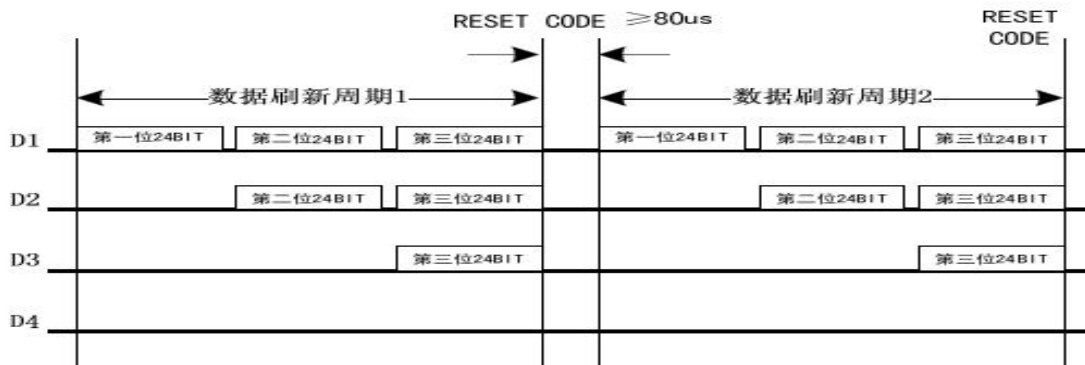 RESET CODE ≥80us
RESET CODE
数据刷新周期1
数据刷新周期2
D1
第一位24BIT
第二位24BIT
第三位24BIT
第一位24BIT
第二位24BIT
第三位24BIT
D2
第二位24BIT
第三位24BIT
第二位24BIT
第三位24BIT
D3
第三位24BIT
第三位24BIT
D4